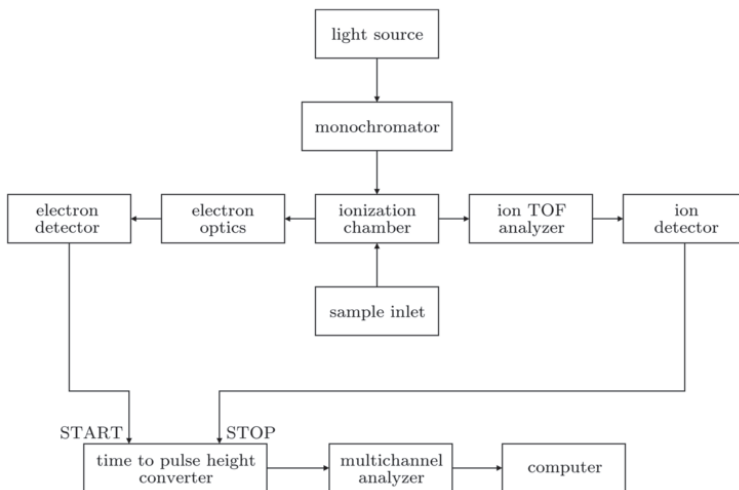 light source
monochromator
electron
detector
electron
optics
ionization
chamber
ion TOF
analyzer
ion
detector
sample inlet
START
STOP
time to pulse height
converter
multichannel
analyzer
computer